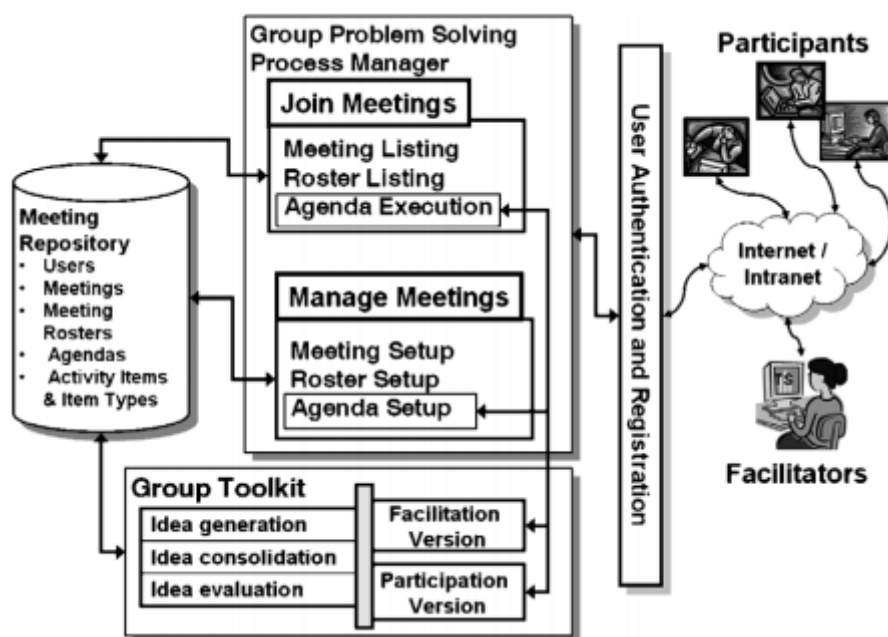 Group Problem Solving
Process Manager
Join Meetings
Meeting Listing
Roster Listing
Agenda Execution
Manage Meetings
Meeting Setup
Roster Setup
Agenda Setup
Meeting
Repository
• Users
• Meetings
• Meeting
Rosters
• Agendas
• Activity Items
& Item Types
Group Toolkit
Idea generation
Idea consolidation
Idea evaluation
Facilitation
Version
Participation
Version
User Authentication and Registration
Participants
Internet /
Intranet
TS
Facilitators